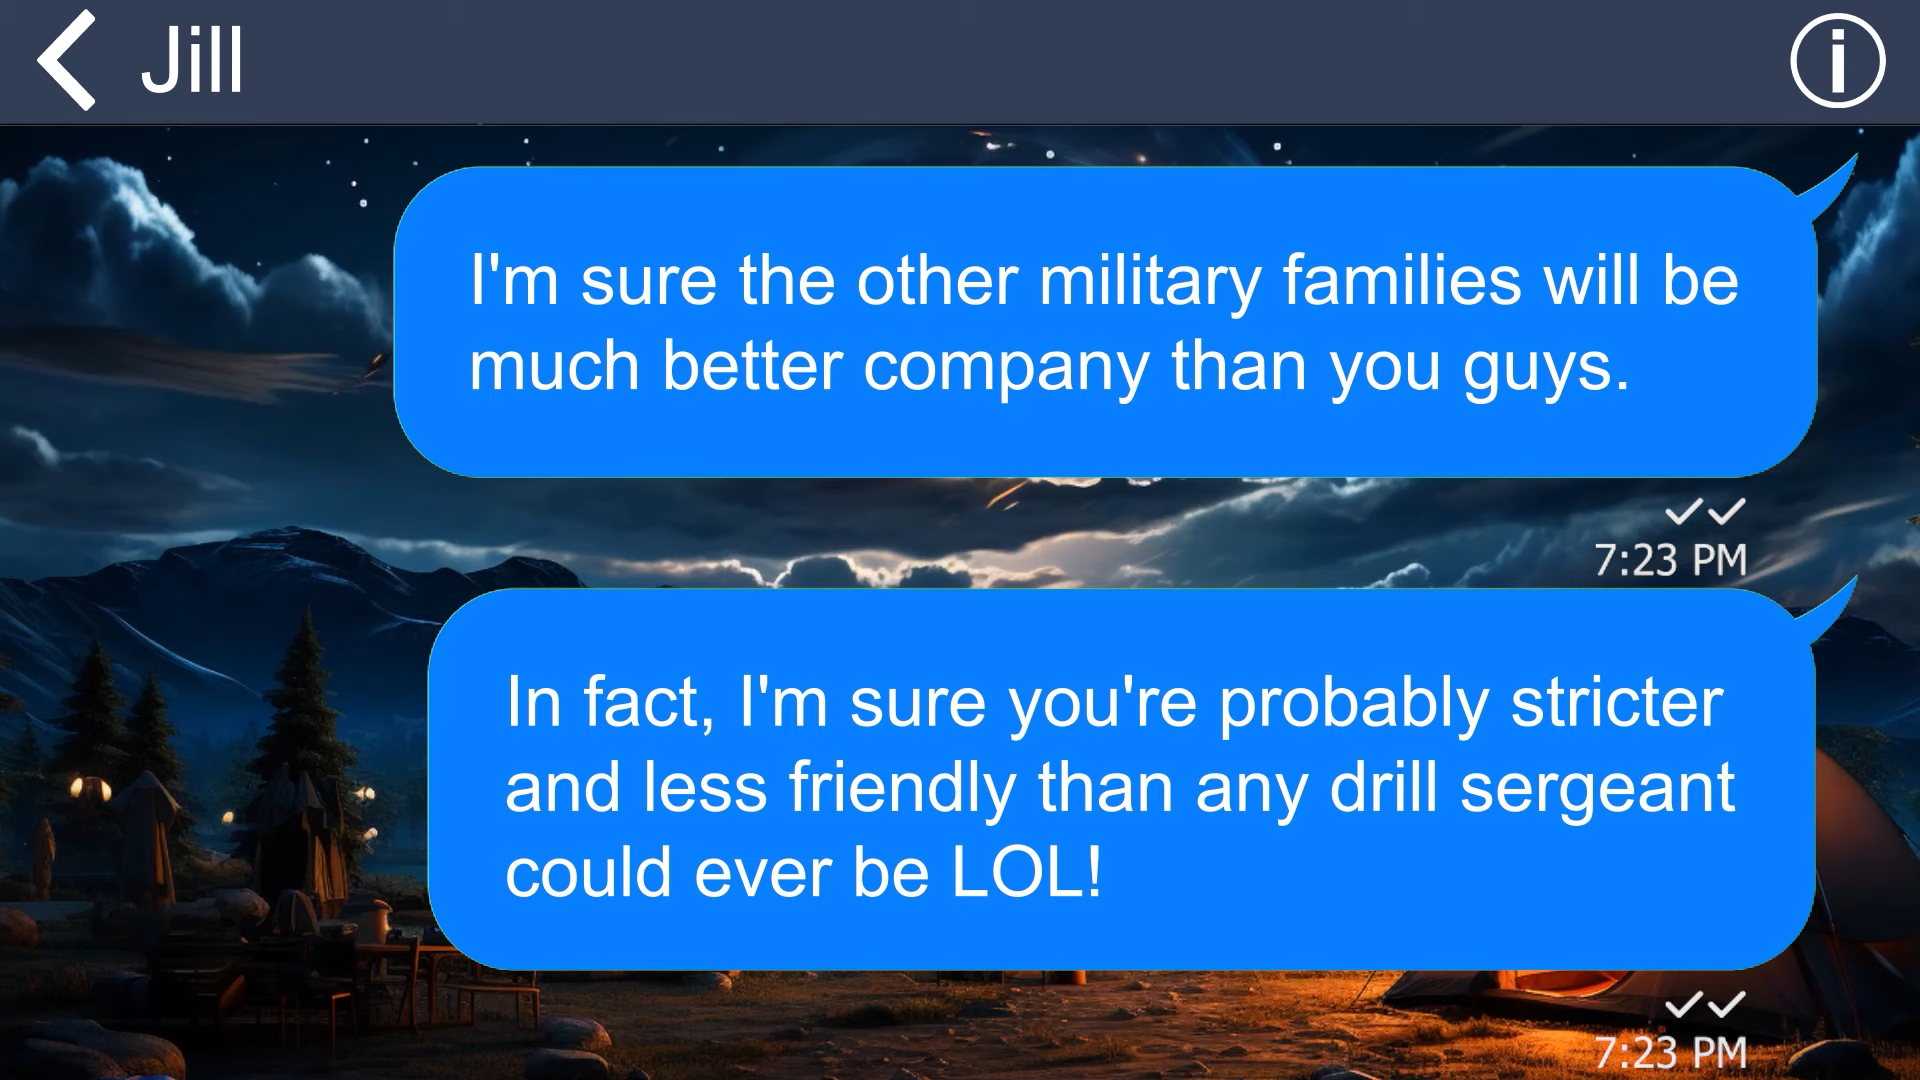 Jill
I'm sure the other military families will be
much better company than you guys.
7:23 PM
In fact, I'm sure you're probably stricter
and less friendly than any drill sergeant
could ever be LOL!
7:23 PM